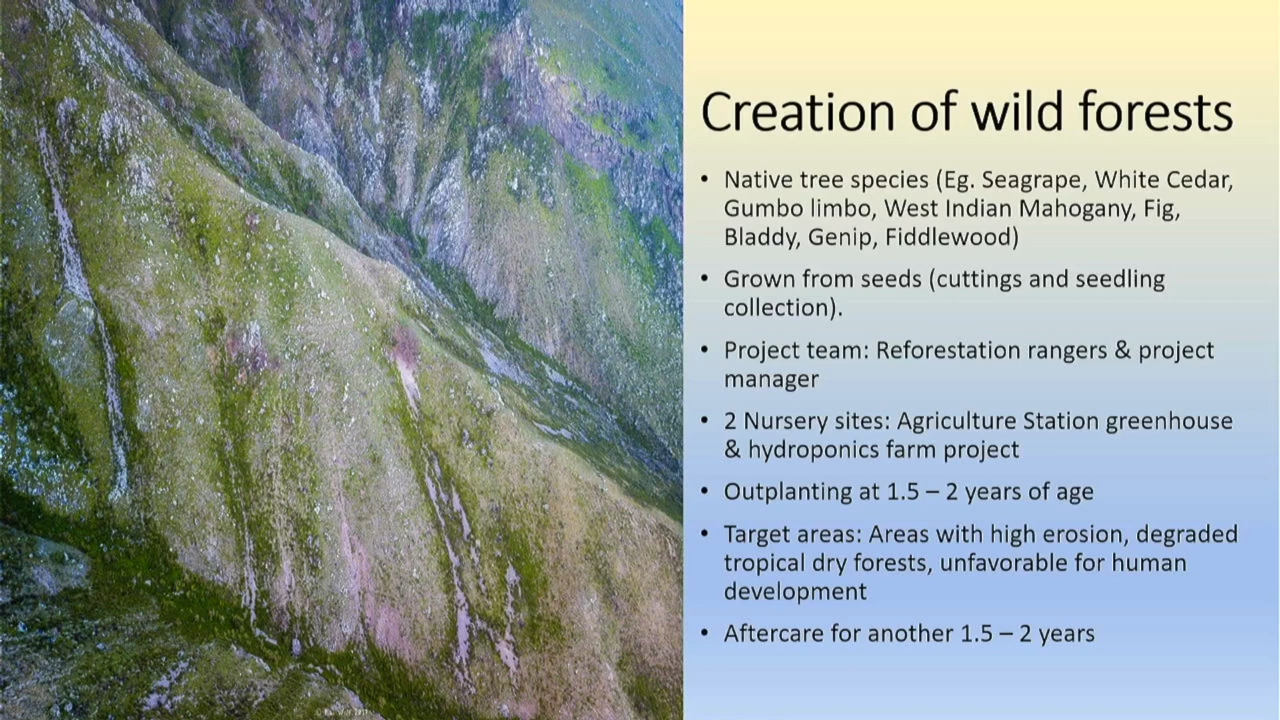 Creation of wild forests
• Native tree species (Eg. Seagrape, White Cedar,
Gumbo limbo, West Indian Mahogany, Fig,
Bladdy, Genip, Fiddlewood)
• Grown from seeds (cuttings and seedling
collection).
• Project team: Reforestation rangers & project
manager
• 2 Nursery sites: Agriculture Station greenhouse
& hydroponics farm project
• Outplanting at 1.5 – 2 years of age
• Target areas: Areas with high erosion, degraded
tropical dry forests, unfavorable for human
development
• Aftercare for another 1.5 – 2 years